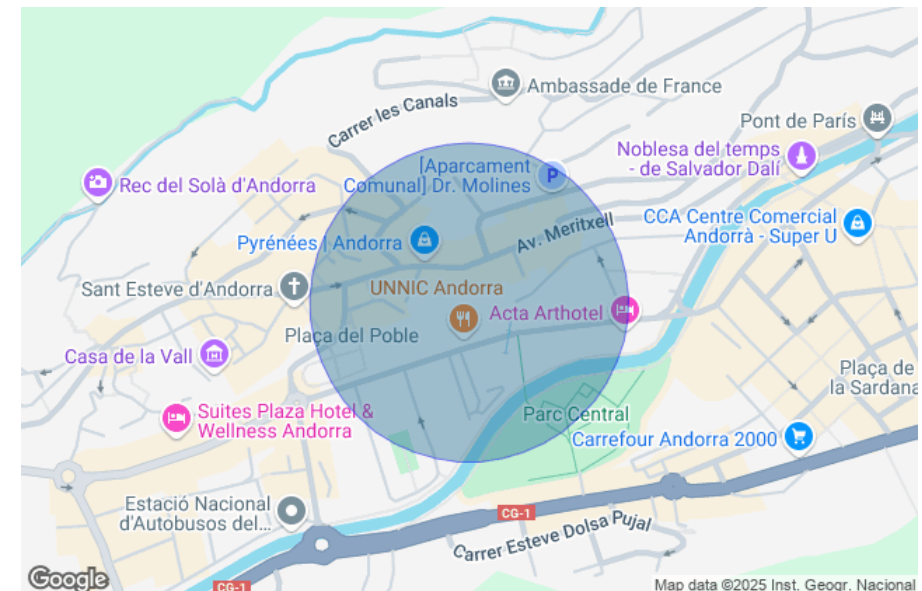 Ambassade de France
Carrer les Canals
Pont de París
Noblesa del temps
- de Salvador Dalí
[Aparcament
Comunal] Dr. Molines
P
Rec del Solà d'Andorra
CCA Centre Comercial
Andorrà - Super U
Av. Meritxell
Pyrénées | Andorra
Sant Esteve d'Andorra
UNNIC Andorra
Acta Arthotel
Plaça del Poble
Casa de la Vall
Plaça de
la Sardana
Suites Plaza Hotel &
Wellness Andorra
Parc Central
Carrefour Andorra 2000
Estació Nacional
d'Autobusos del...
CG-1
Carrer Esteve Dolsa Pujal
Google
CG-1
Map data ©2025 Inst. Geogr. Nacional